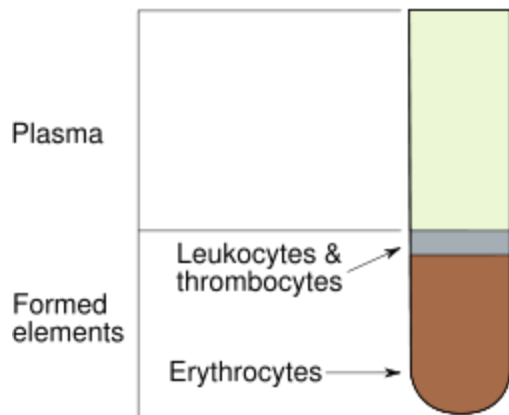 Plasma
Leukocytes &
thrombocytes
Formed
elements
Erythrocytes